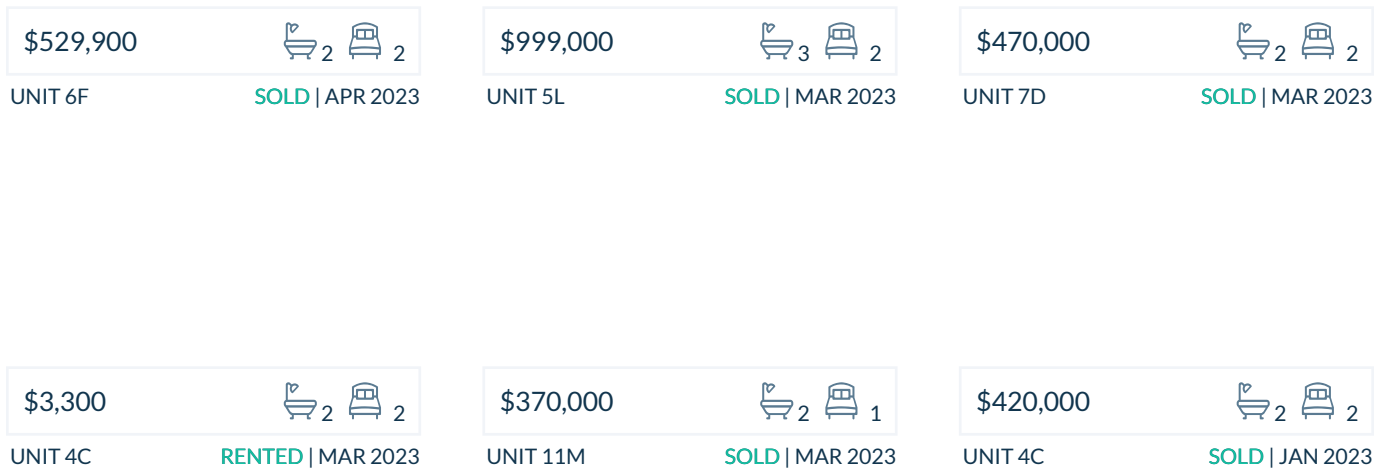 $529,900 2 2
UNIT 6F SOLD | APR 2023
$999,000 3 2
UNIT 5L SOLD | MAR 2023
$470,000 2 2
UNIT 7D SOLD | MAR 2023
$3,300 2 2
UNIT 4C RENTED | MAR 2023
$370,000 2 1
UNIT 11M SOLD | MAR 2023
$420,000 2 2
UNIT 4C SOLD | JAN 2023